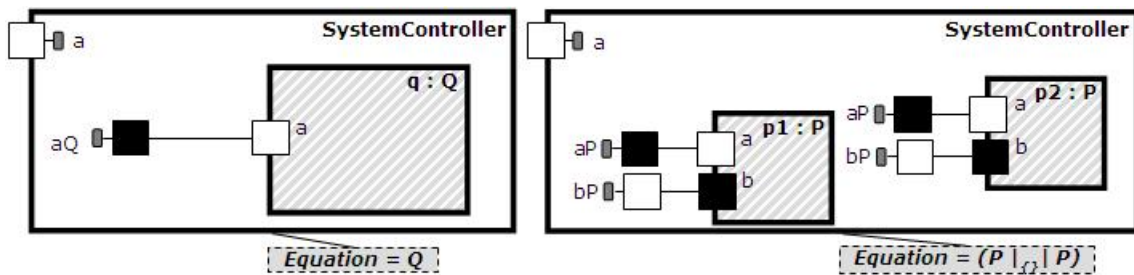 SystemController
a
q : Q
a
aQ
Equation = Q
SystemController
a
p2 : P
a
aP
b
bP
p1 : P
a
aP
b
bP
Equation = (P |{}| P)